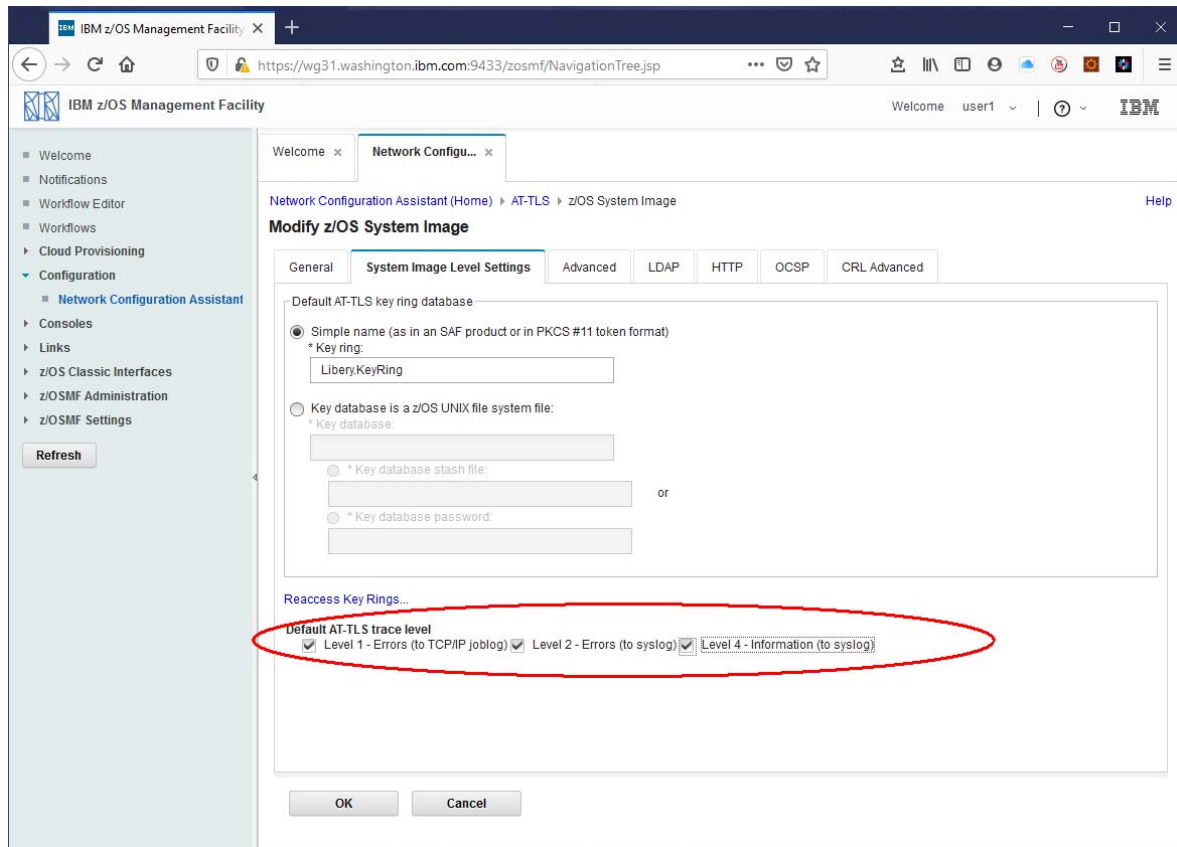 IBM z/OS Management Facility
https://wg31.washington.ibm.com:9433/zosmf/NavigationTree.jsp
IBM z/OS Management Facility
Welcome user1
IBM
Welcome
Notifications
Workflow Editor
Workflows
Cloud Provisioning
Configuration
Network Configuration Assistant
Consoles
Links
z/OS Classic Interfaces
z/OSMF Administration
z/OSMF Settings
Refresh
Welcome
Network Configu...
Network Configuration Assistant (Home) AT-TLS z/OS System Image
Help
Modify z/OS System Image
General System Image Level Settings Advanced LDAP HTTP OCSP CRL Advanced
Default AT-TLS key ring database
Simple name (as in an SAF product or in PKCS #11 token format)
* Key ring:
Libery.KeyRing
Key database is a z/OS UNIX file system file:
* Key database:
* Key database stash file:
or
* Key database password:
Reaccess Key Rings...
Default AT-TLS trace level
Level 1 - Errors (to TCP/IP joblog) Level 2 - Errors (to syslog) Level 4 - Information (to syslog)
OK Cancel